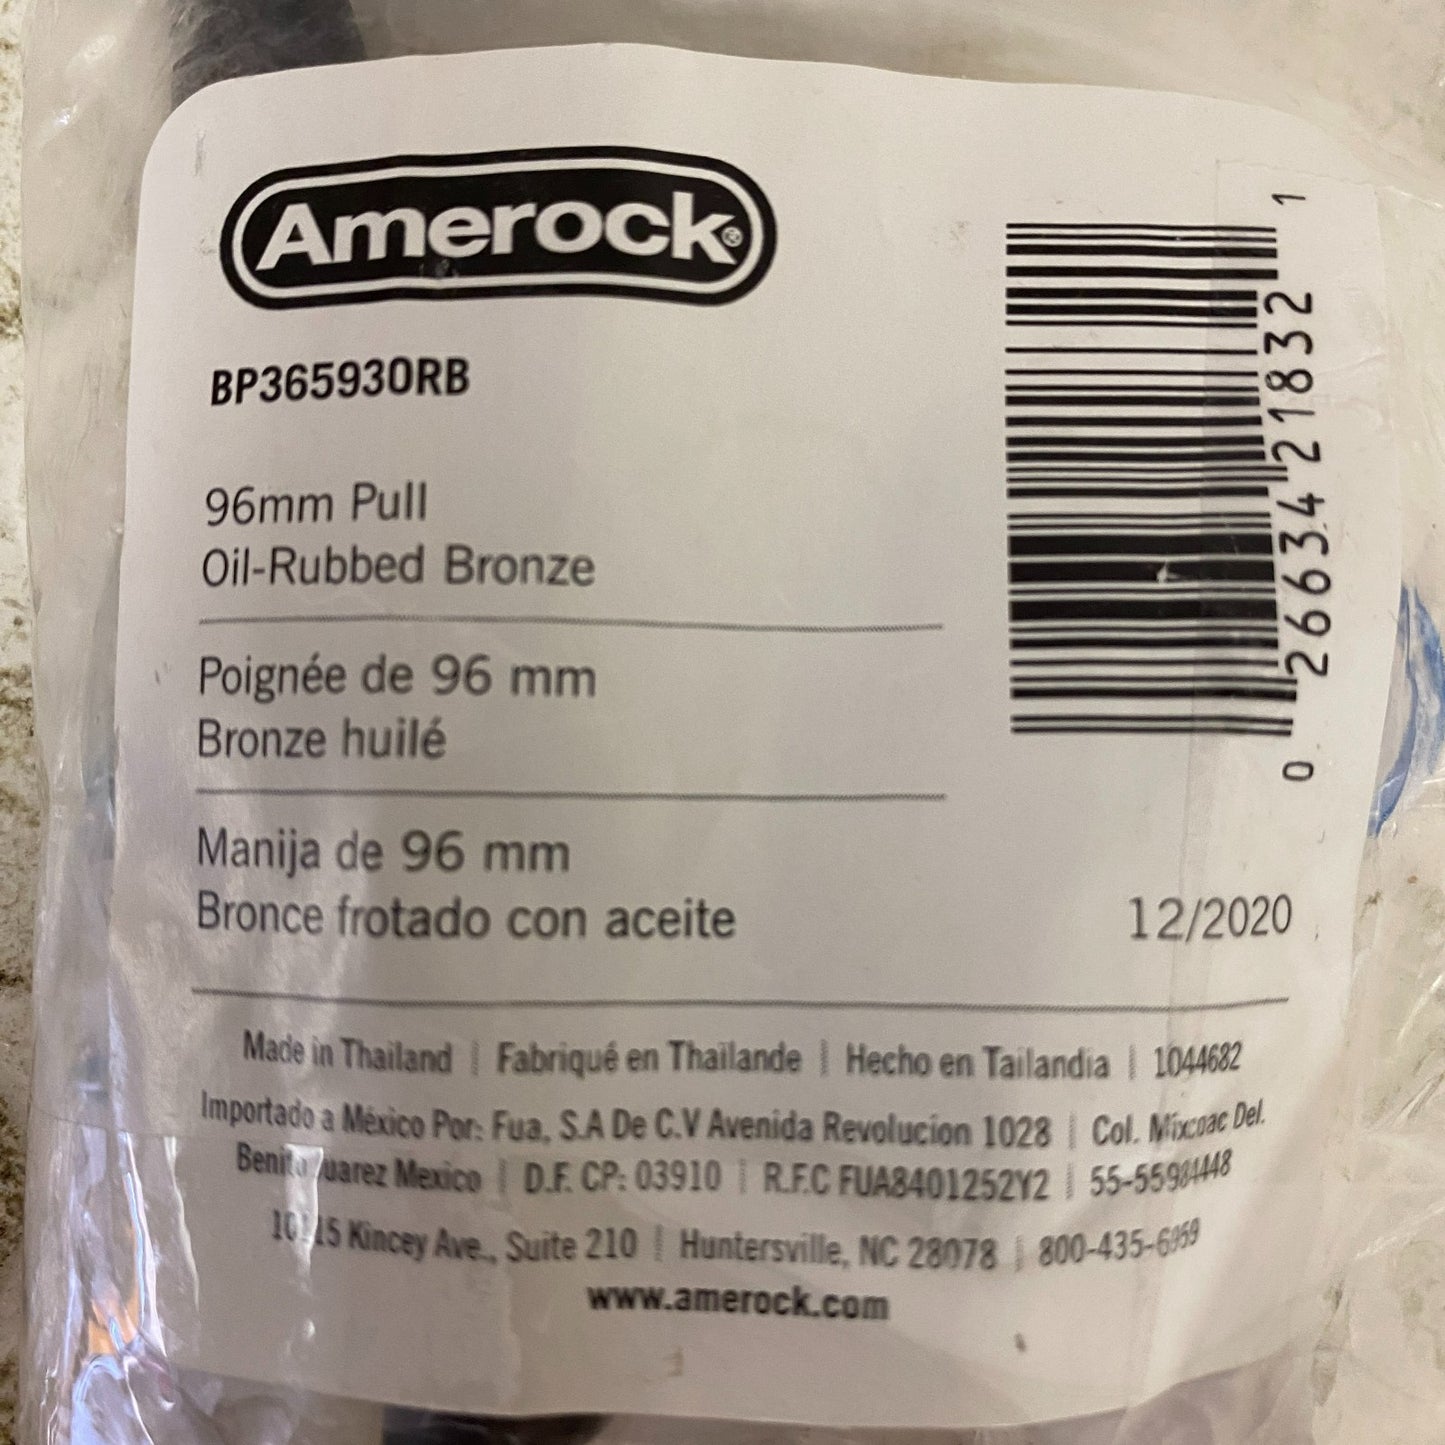 Amerock®
BP36593ORB
96mm Pull
Oil-Rubbed Bronze
Poignée de 96 mm
Bronze huilé
Manija de 96 mm
Bronce frotado con aceite
12/2020
0 26634 21832 1
Made in Thailand | Fabriqué en Thaïlande | Hecho en Tailandia | 1044682
Importado a México Por: Fua, S.A De C.V Avenida Revolucion 1028 | Col. Mixcoac Del.
Mexico | D.F. CP: 03910 | R.F.C FUA8401252Y2 |
Kincey Ave., Suite 210 | Huntersville, NC 28078 |
www.amerock.com